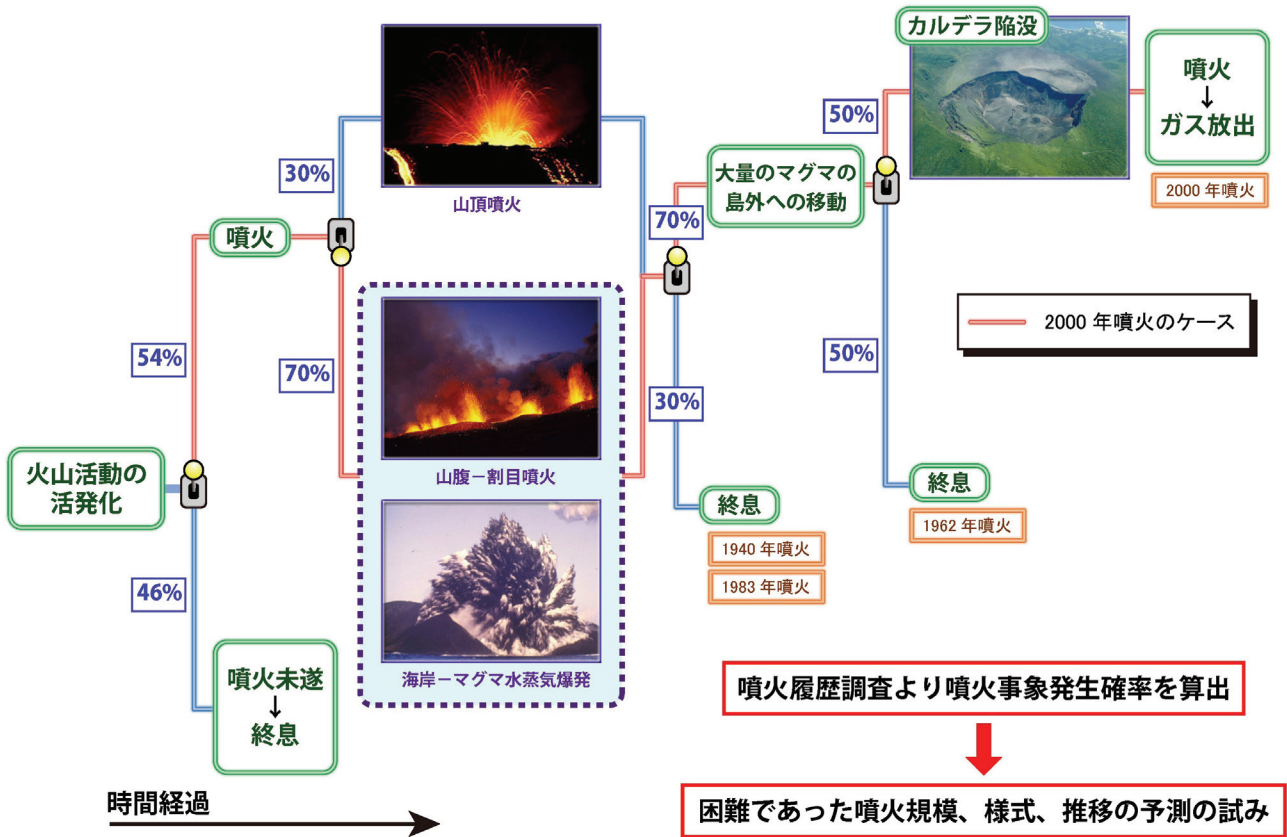 火山活動の
活発化
54%
46%
噴火
噴火未遂
↓
終息
30%
70%
山頂噴火
山腹－割目噴火
海岸－マグマ水蒸気爆発
70%
30%
大量のマグマの
島外への移動
終息
1940 年噴火
1983 年噴火
50%
50%
カルデラ陥没
噴火
↓
ガス放出
2000 年噴火
終息
1962 年噴火
2000 年噴火のケース
噴火履歴調査より噴火事象発生確率を算出
困難であった噴火規模、様式、推移の予測の試み
時間経過